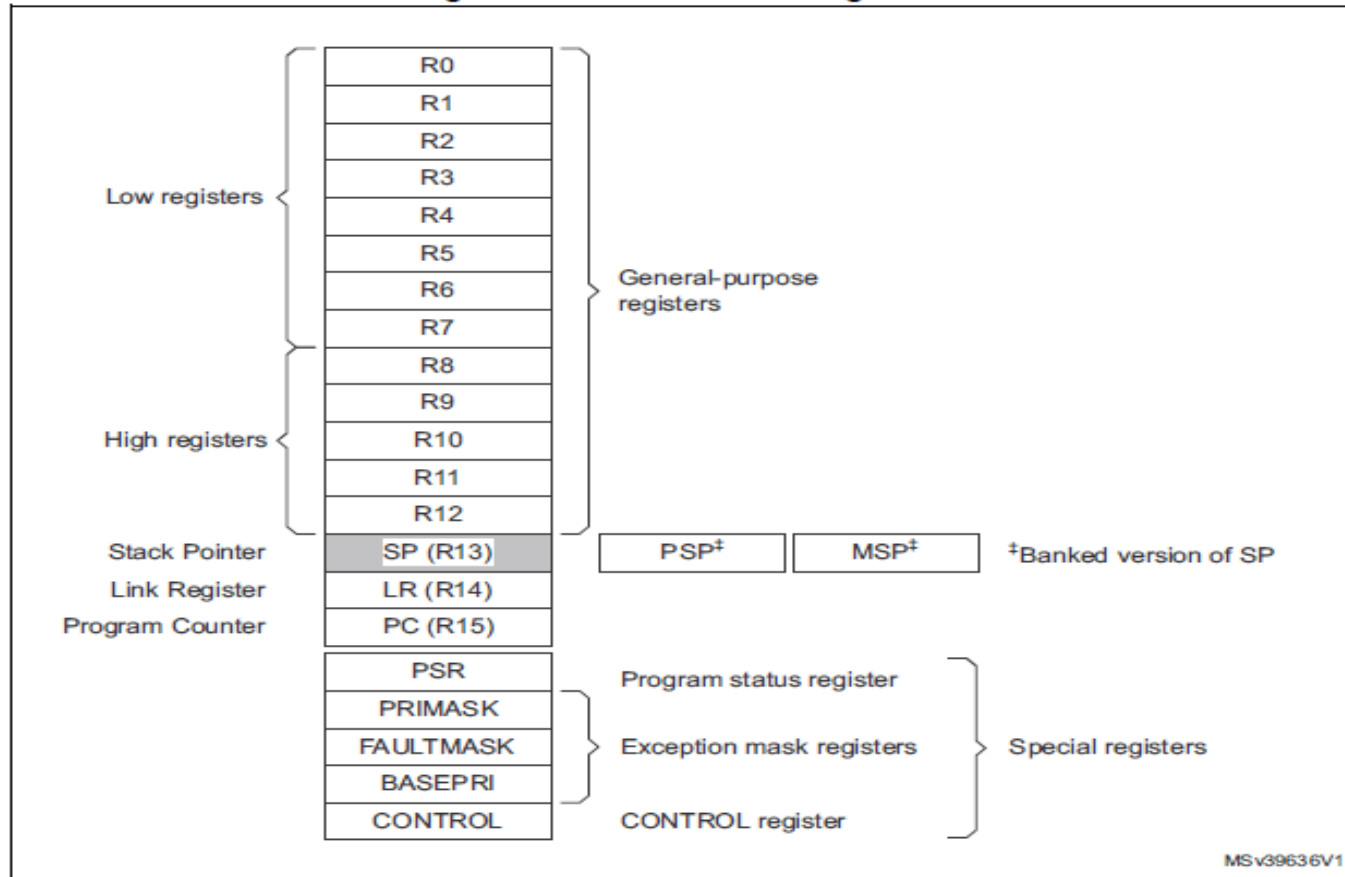 R0
R1
R2
R3
Low registers
R4
R5
General-purpose
registers
R6
R7
R8
R9
High registers
R10
R11
R12
Stack Pointer SP (R13) PSP‡ MSP‡ ‡Banked version of SP
Link Register LR (R14)
Program Counter PC (R15)
PSR Program status register
PRIMASK
FAULTMASK Exception mask registers Special registers
BASEPRI
CONTROL CONTROL register
MSv39636V1